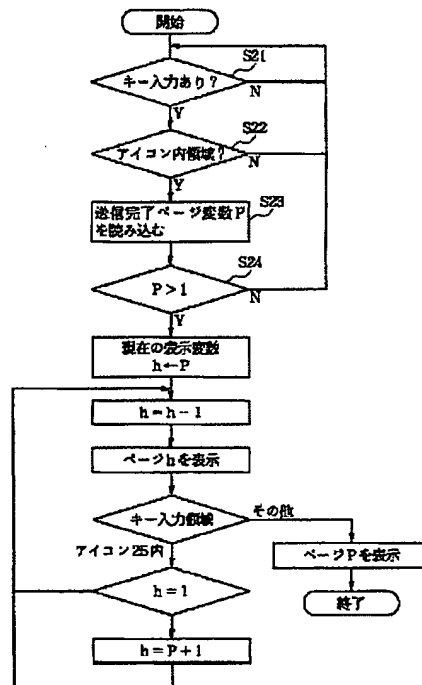 開始
S21
キー入力あり?
N
Y
S22
アイコン内領域?
N
Y
S23
送信完了ページ変数P
を読み込む
S24
P>1
N
Y
現在の表示変数
h←P
h=h-1
ページhを表示
キー入力領域
その他
アイコン25内
ページPを表示
h=1
終了
h=P+1